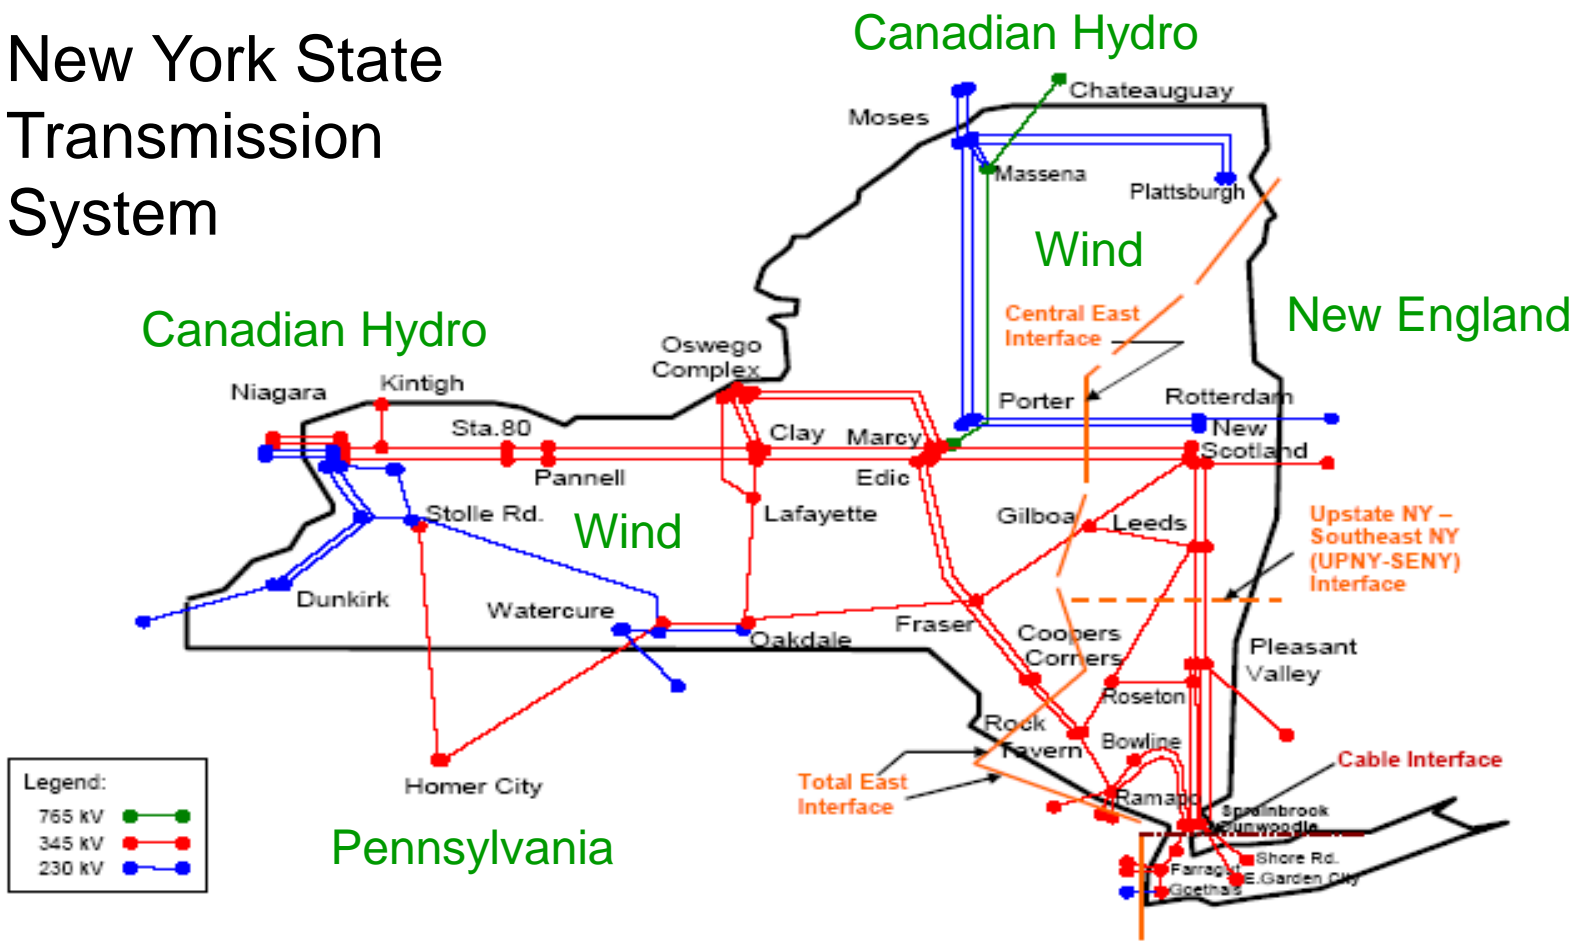 New York State
Transmission
System
Canadian Hydro
Chateauguay
Moses
Massena
Plattsburgh
Wind
Central East
Interface
New England
Canadian Hydro
Oswego
Complex
Niagara
Kintigh
Porter
Rotterdam
Sta.80
Clay
Marcy
New
Scotland
Pannell
Edic
Stolle Rd.
Wind
Lafayette
Gilboa
Leeds
Upstate NY –
Southeast NY
(UPNY-SENY)
Interface
Dunkirk
Watercure
Oakdale
Fraser
Coopers
Corners
Pleasant
Valley
Roseton
Rock
Tavern
Bowline
Cable Interface
Homer City
Total East
Interface
Ramapo
Sprainbrook
Dunwoodie
Pennsylvania
Shore Rd.
Farragut
E.Garden City
Goethals
Legend:
765 kV
345 kV
230 kV